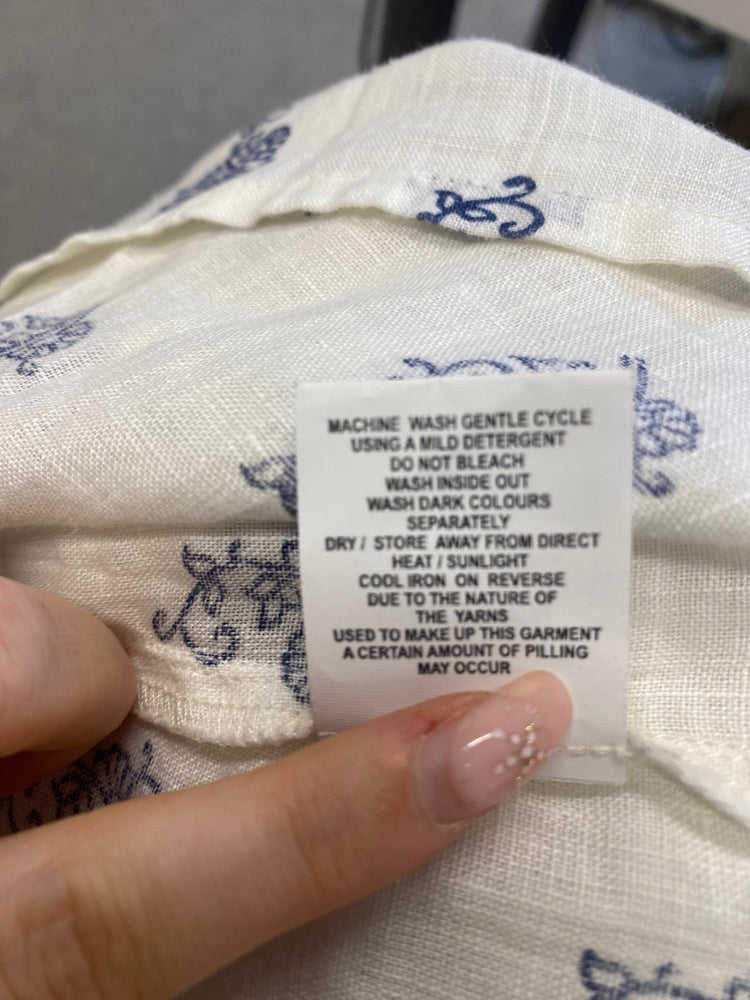 MACHINE WASH GENTLE CYCLE
USING A MILD DETERGENT
DO NOT BLEACH
WASH INSIDE OUT
WASH DARK COLOURS
SEPARATELY
DRY / STORE AWAY FROM DIRECT
HEAT / SUNLIGHT
COOL IRON ON REVERSE
DUE TO THE NATURE OF
THE YARNS
USED TO MAKE UP THIS GARMENT
A CERTAIN AMOUNT OF PILLING
MAY OCCUR